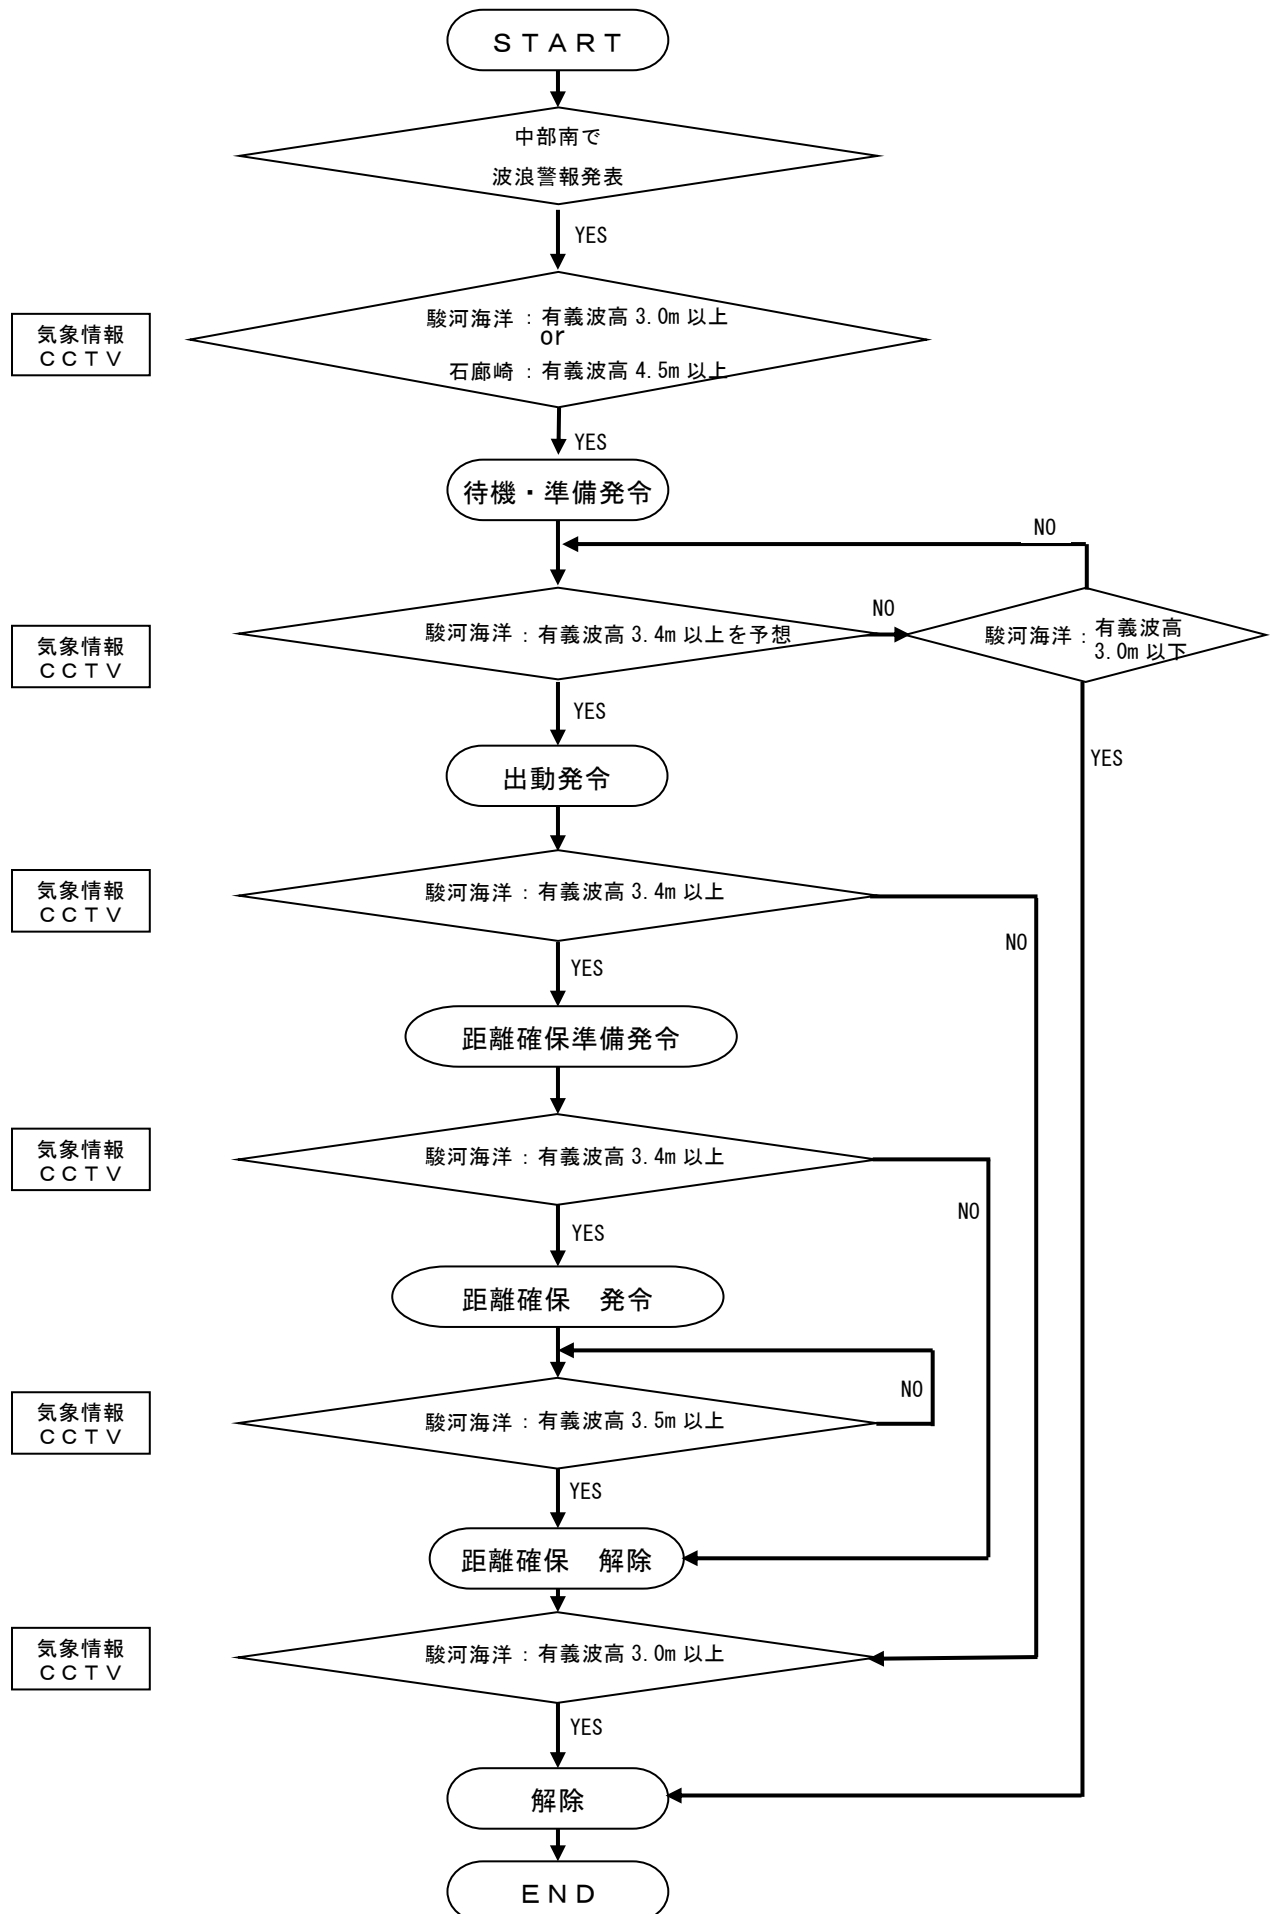 ＳＴＡＲＴ
中部南で
波浪警報発表
YES
気象情報
ＣＣＴＶ
駿河海洋：有義波高 3.0m 以上
or
石廊崎：有義波高 4.5m 以上
YES
待機・準備発令
NO
気象情報
ＣＣＴＶ
駿河海洋：有義波高 3.4m 以上を予想
NO
駿河海洋：有義波高
3.0m 以下
YES
YES
出動発令
気象情報
ＣＣＴＶ
駿河海洋：有義波高 3.4m 以上
NO
YES
距離確保準備発令
気象情報
ＣＣＴＶ
駿河海洋：有義波高 3.4m 以上
NO
YES
距離確保　発令
NO
気象情報
ＣＣＴＶ
駿河海洋：有義波高 3.5m 以上
YES
距離確保　解除
気象情報
ＣＣＴＶ
駿河海洋：有義波高 3.0m 以上
YES
解除
ＥＮＤ